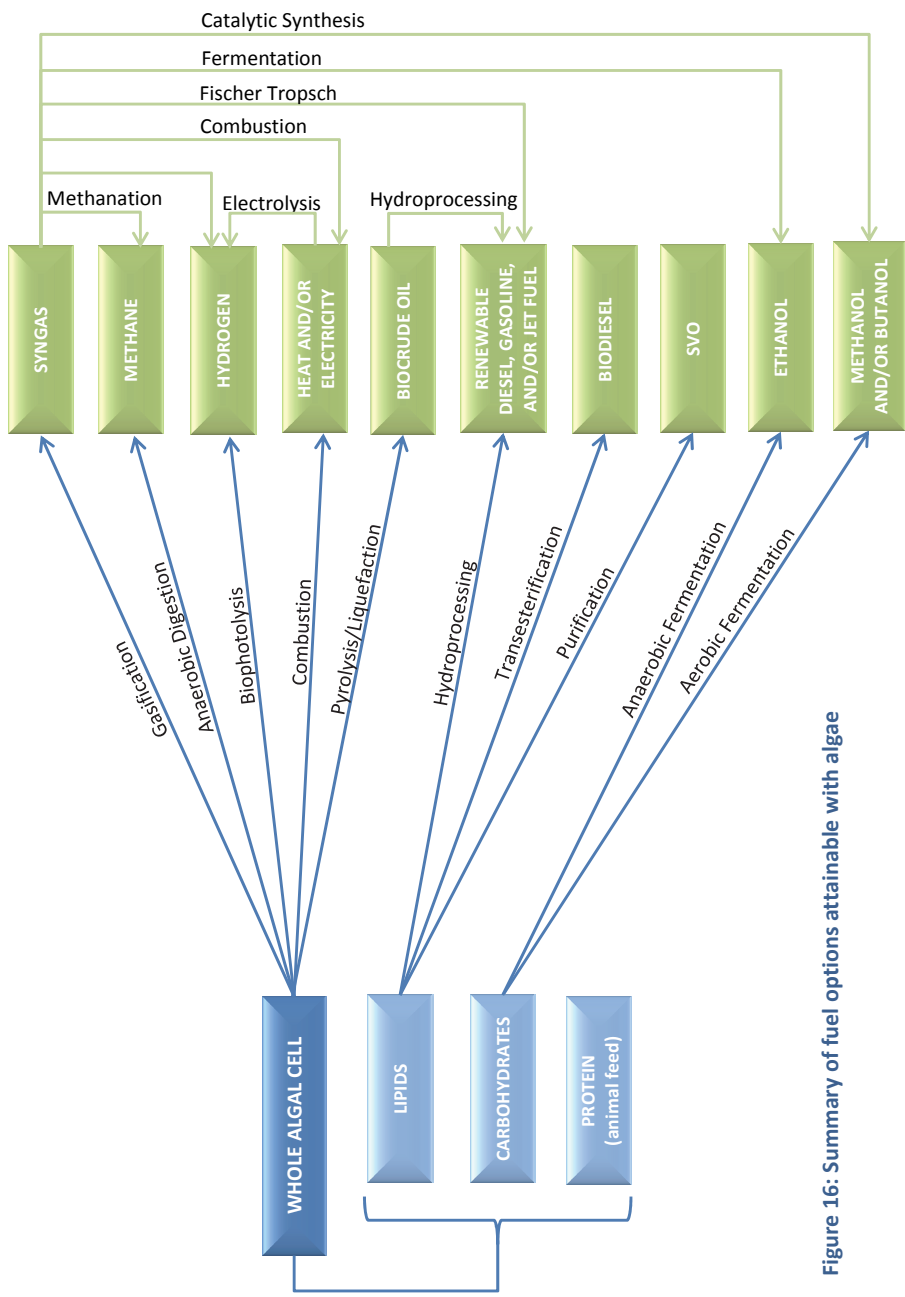 Catalytic Synthesis
Fermentation
Fischer Tropsch
Combustion
Methanation
Electrolysis
Hydroprocessing
SYNGAS
METHANE
HYDROGEN
HEAT AND/OR
ELECTRICITY
BIOCRUDE OIL
RENEWABLE
DIESEL, GASOLINE,
AND/OR JET FUEL
BIODIESEL
SVO
ETHANOL
METHANOL
AND/OR BUTANOL
Gasification
Anaerobic Digestion
Biophotolysis
Combustion
Pyrolysis/Liquefaction
Hydroprocessing
Transesterification
Purification
Anaerobic Fermentation
Aerobic Fermentation
WHOLE ALGAL CELL
LIPIDS
CARBOHYDRATES
PROTEIN
(animal feed)
Figure 16: Summary of fuel options attainable with algae